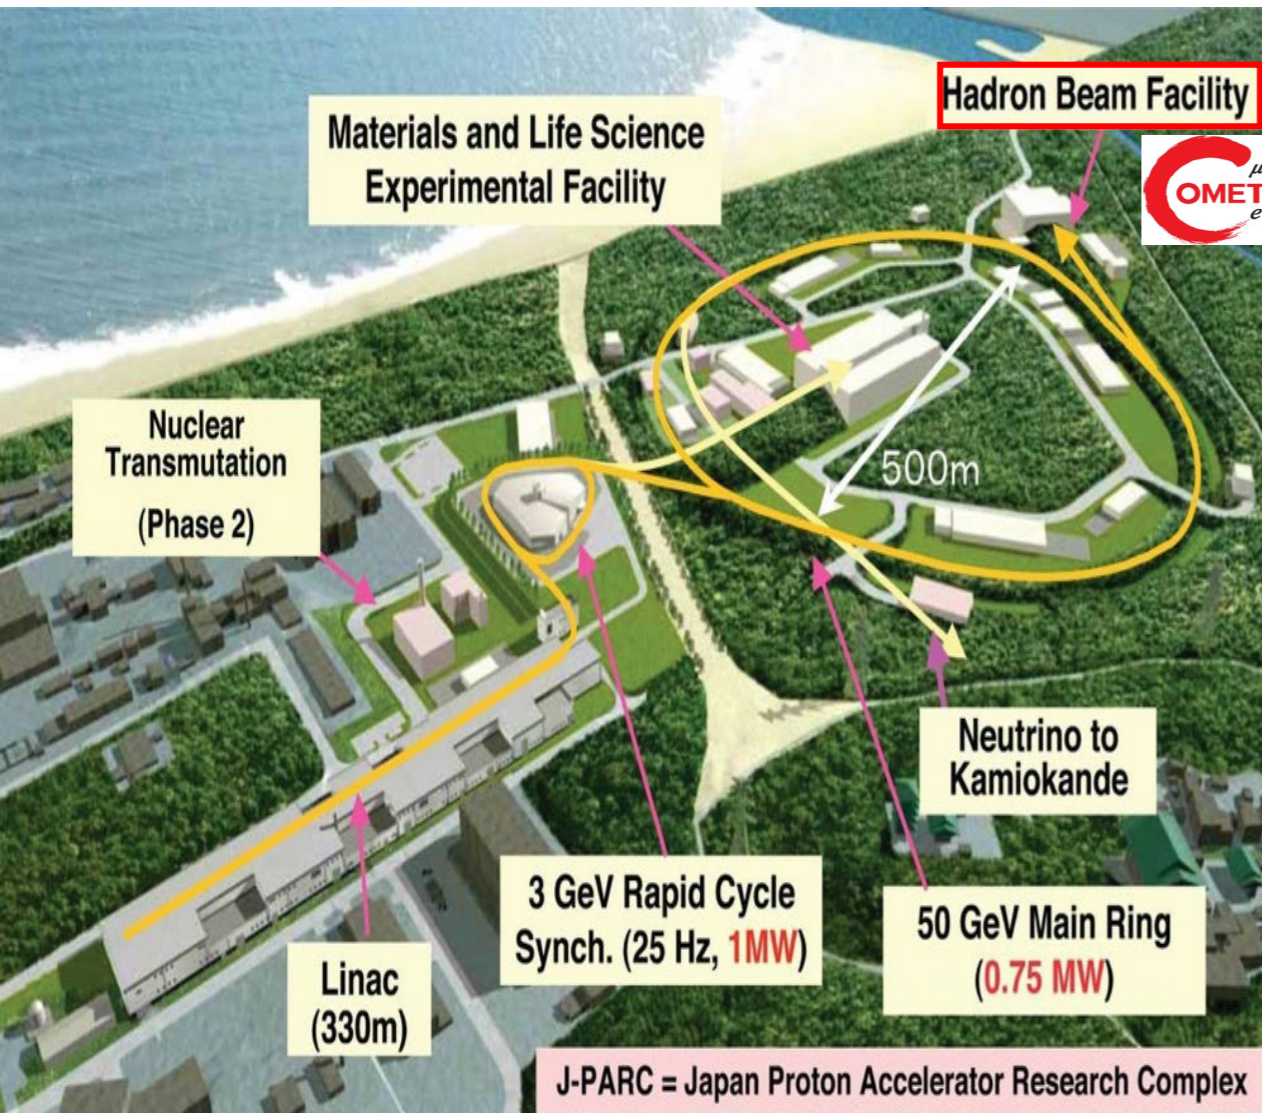 Hadron Beam Facility
Materials and Life Science
Experimental Facility
μ
COMET
e
Nuclear
Transmutation
(Phase 2)
500m
Neutrino to
Kamiokande
3 GeV Rapid Cycle
Synch. (25 Hz, 1MW)
50 GeV Main Ring
(0.75 MW)
Linac
(330m)
J-PARC = Japan Proton Accelerator Research Complex